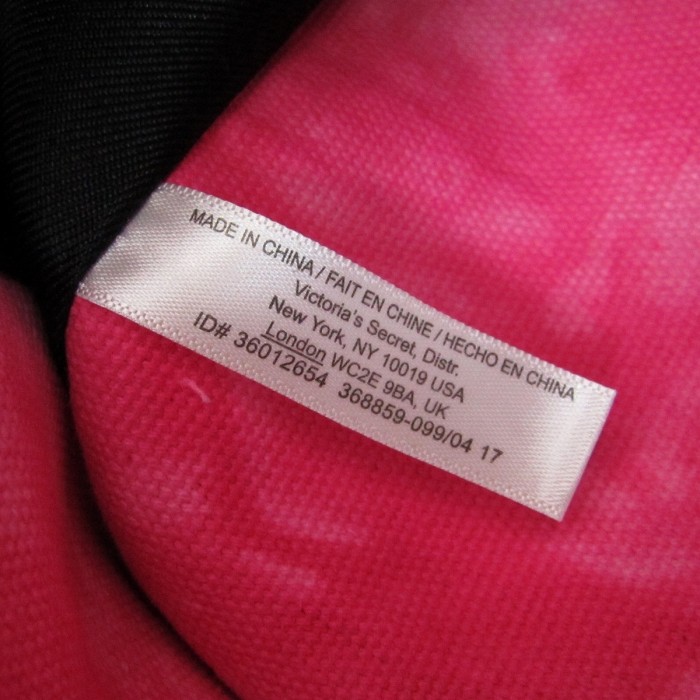 MADE IN CHINA / FAIT EN CHINE / HECHO EN CHINA
Victoria's Secret, Distr.
New York, NY 10019 USA
London WC2E 9BA, UK
ID# 36012654 368859-099/04 17